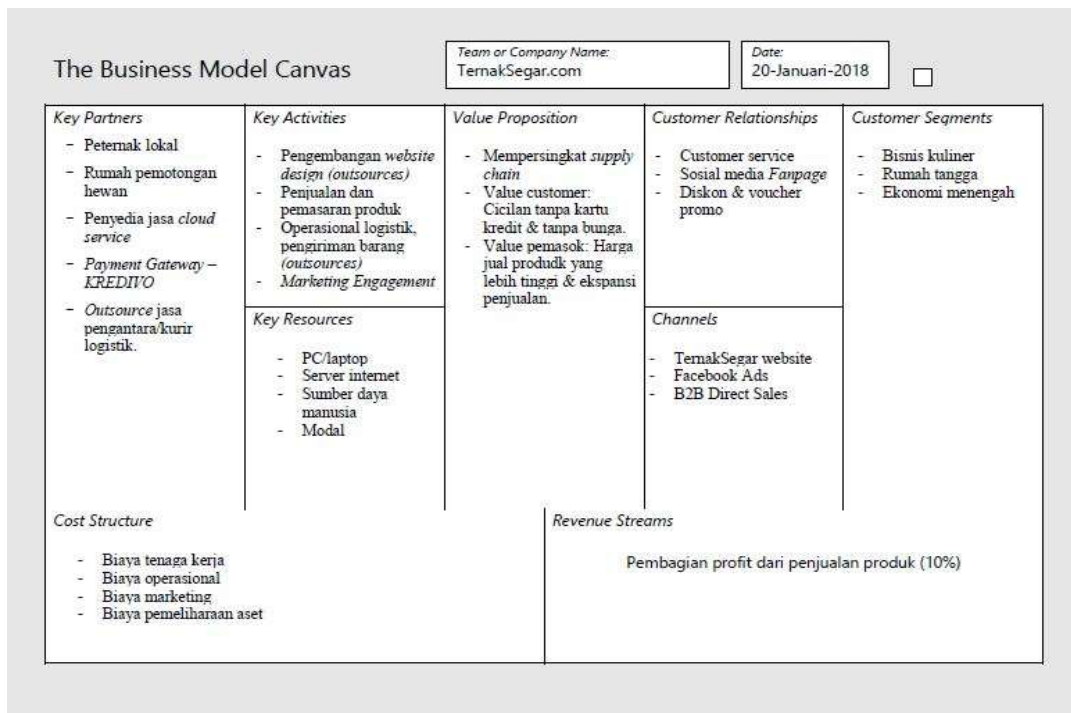 The Business Model Canvas
Team or Company Name:
TernakSegar.com
Date:
20-Januari-2018
Key Partners
- Peternak lokal
- Rumah pemotongan
hewan
- Penyedia jasa cloud
service
- Payment Gateway –
KREDIVO
- Outsource jasa
pengantara/kurir
logistik.
Key Activities
- Pengembangan website
design (outsources)
- Penjualan dan
pemasaran produk
- Operasional logistik,
pengiriman barang
(outsources)
- Marketing Engagement
Key Resources
- PC/laptop
- Server internet
- Sumber daya
manusia
- Modal
Value Proposition
- Mempersingkat supply
chain
- Value customer:
Cicilan tanpa kartu
kredit & tanpa bunga.
- Value pemasok: Harga
jual produdk yang
lebih tinggi & ekspansi
penjualan.
Customer Relationships
- Customer service
- Sosial media Fanpage
- Diskon & voucher
promo
Channels
- TernakSegar website
- Facebook Ads
- B2B Direct Sales
Customer Segments
- Bisnis kuliner
- Rumah tangga
- Ekonomi menengah
Cost Structure
- Biaya tenaga kerja
- Biaya operasional
- Biaya marketing
- Biaya pemeliharaan aset
Revenue Streams
Pembagian profit dari penjualan produk (10%)